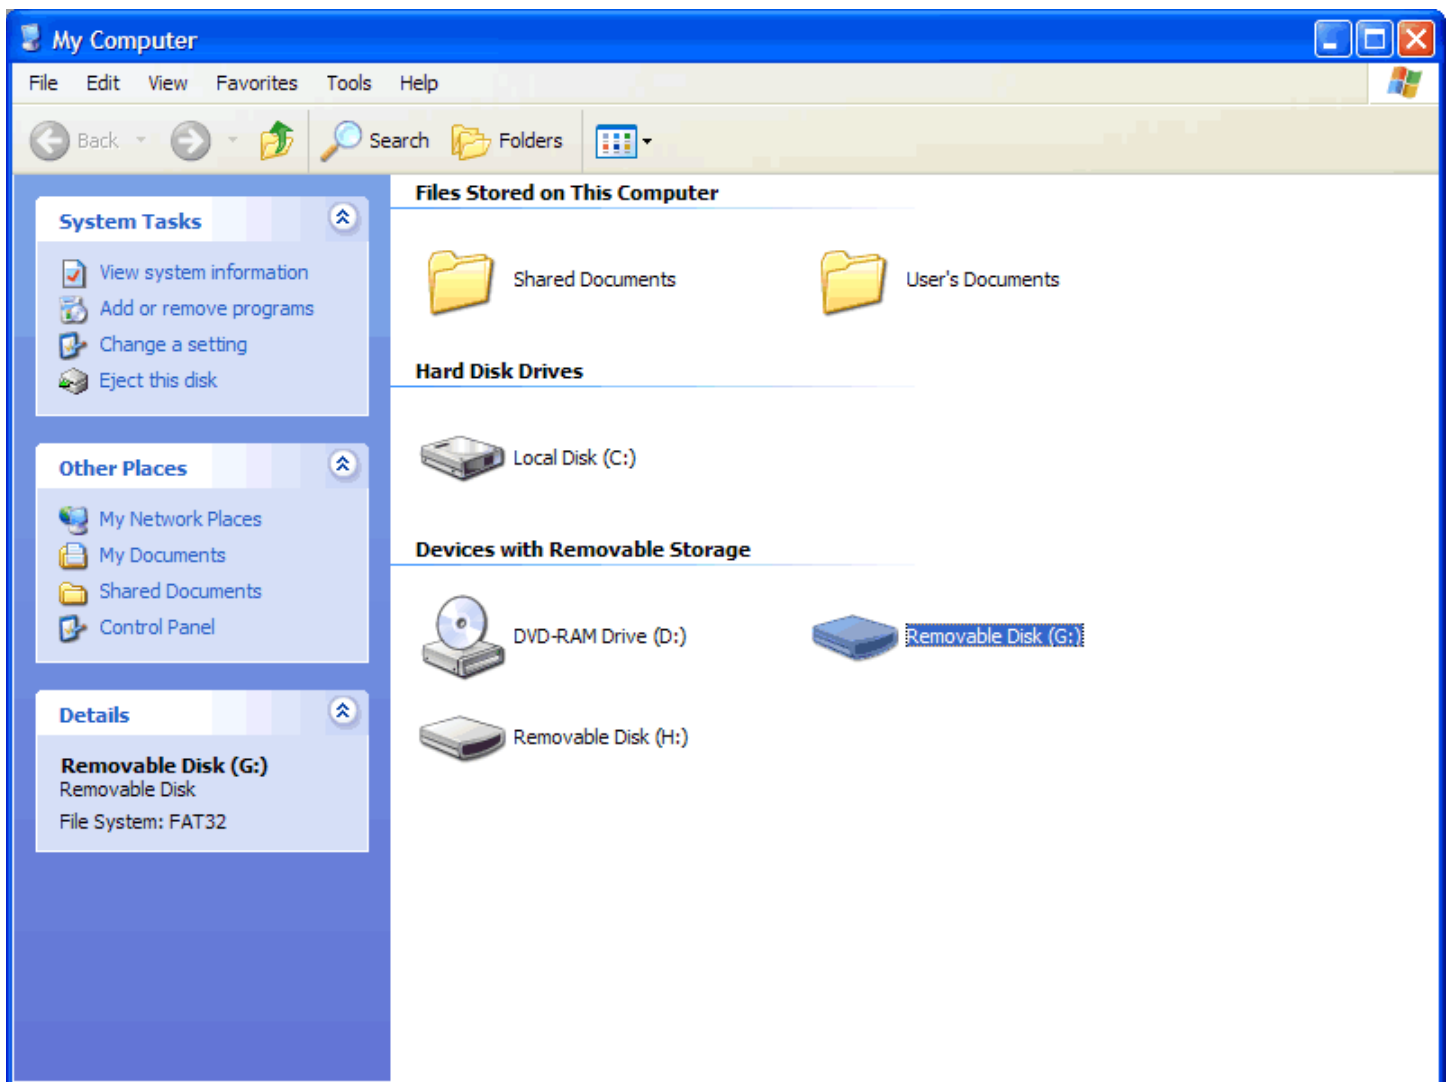 My Computer
File Edit View Favorites Tools Help
Back Search Folders
System Tasks
View system information
Add or remove programs
Change a setting
Eject this disk
Other Places
My Network Places
My Documents
Shared Documents
Control Panel
Details
Removable Disk (G:)
Removable Disk
File System: FAT32
Files Stored on This Computer
Shared Documents User's Documents
Hard Disk Drives
Local Disk (C:)
Devices with Removable Storage
DVD-RAM Drive (D:) Removable Disk (G:)
Removable Disk (H:)